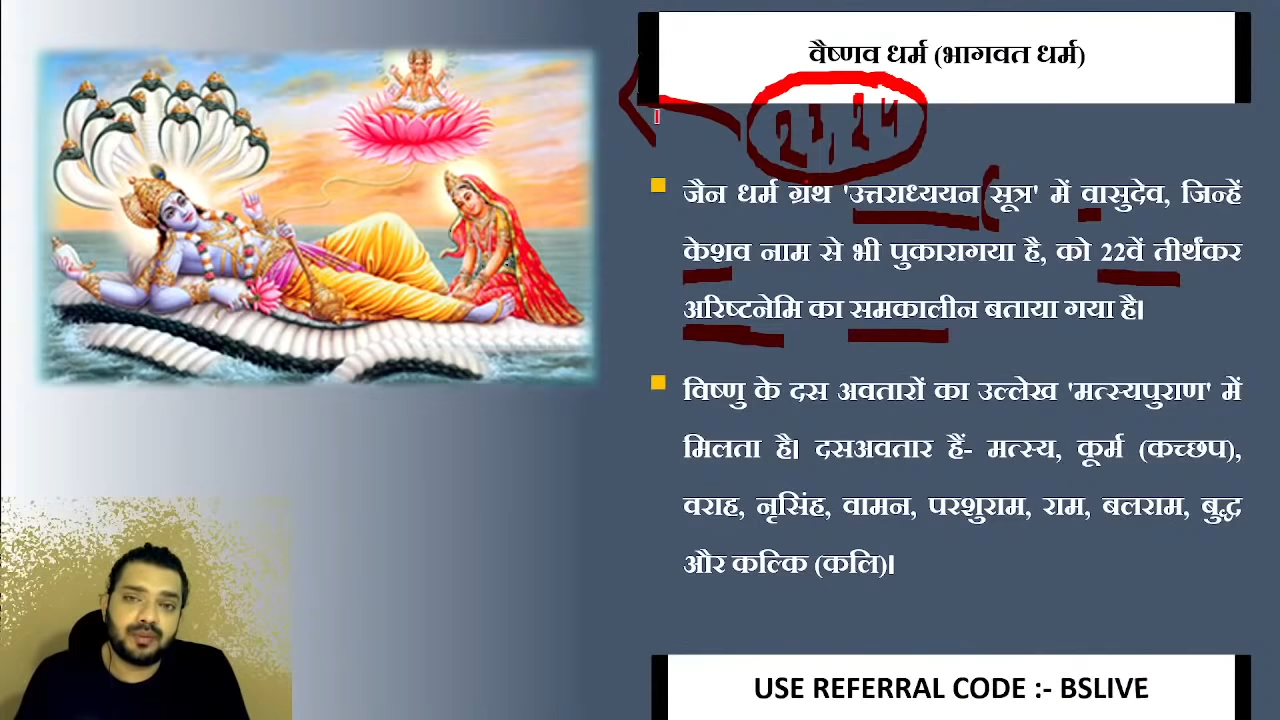 वैष्णव धर्म (भागवत धर्म)
जैन धर्म ग्रंथ 'उत्तराध्ययन सूत्र' में वासुदेव, जिन्हें
केशव नाम से भी पुकारागया है, को 22वें तीर्थंकर
अरिष्टनेमि का समकालीन बताया गया है।
विष्णु के दस अवतारों का उल्लेख 'मत्स्यपुराण' में
मिलता है। दसअवतार हैं- मत्स्य, कूर्म (कच्छप),
वराह, नृसिंह, वामन, परशुराम, राम, बलराम, बुद्ध
और कल्कि (कलि)।
USE REFERRAL CODE :- BSLIVE